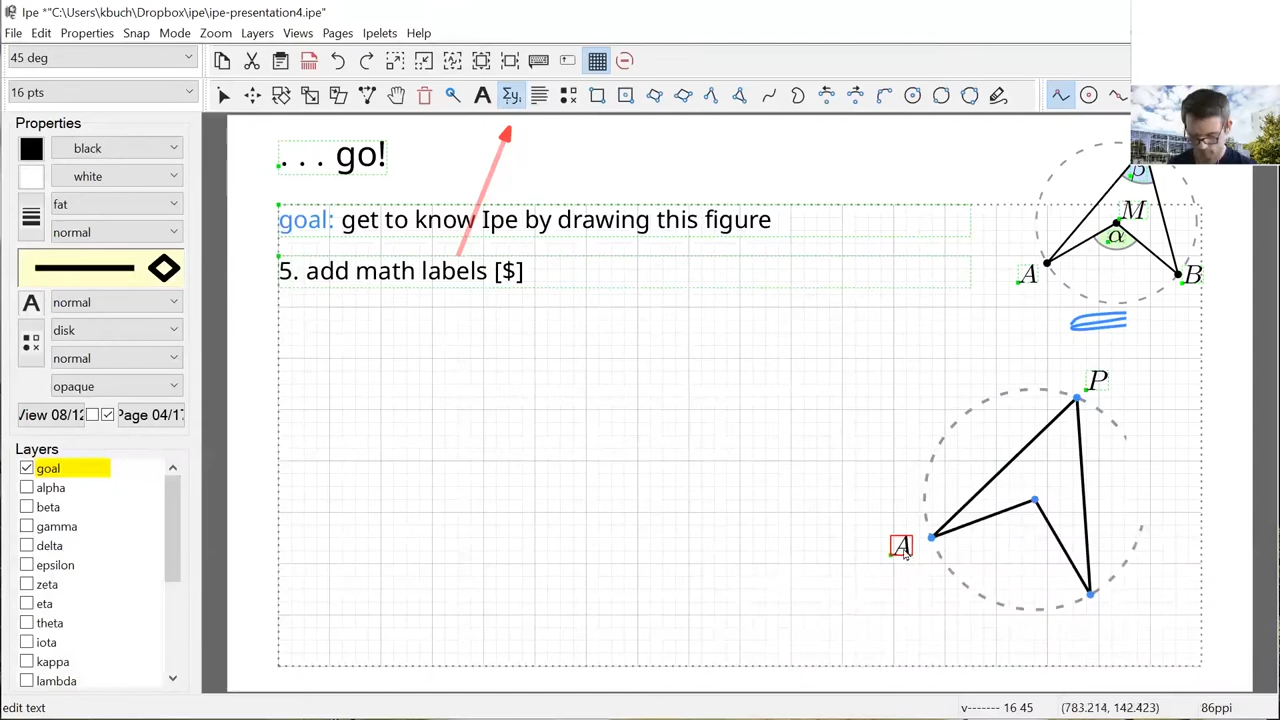 Ipe *"C:\Users\kbuch\Dropbox\ipe\ipe-presentation4.ipe"
File Edit Properties Snap Mode Zoom Layers Views Pages Ipelets Help
45 deg
16 pts
A Σyᵢ
Properties
black
white
fat
normal
A normal
disk
normal
opaque
View 08/12 Page 04/17
Layers
goal
alpha
beta
gamma
delta
epsilon
zeta
eta
theta
iota
kappa
lambda
. . . go!
goal: get to know Ipe by drawing this figure
5. add math labels [$]
β
M
α
A
B
P
A
edit text
v------- 16 45 (783.214, 142.423) 86ppi